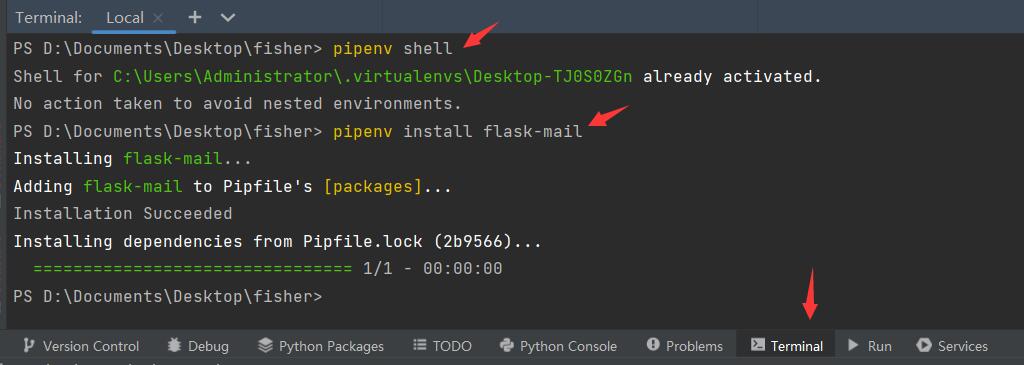 Terminal: Local × + ∨
PS D:\Documents\Desktop\fisher> pipenv shell
Shell for C:\Users\Administrator\.virtualenvs\Desktop-TJ0S0ZGn already activated.
No action taken to avoid nested environments.
PS D:\Documents\Desktop\fisher> pipenv install flask-mail
Installing flask-mail...
Adding flask-mail to Pipfile's [packages]...
Installation Succeeded
Installing dependencies from Pipfile.lock (2b9566)...
================================ 1/1 - 00:00:00
PS D:\Documents\Desktop\fisher>
Version Control Debug Python Packages TODO Python Console Problems Terminal Run Services